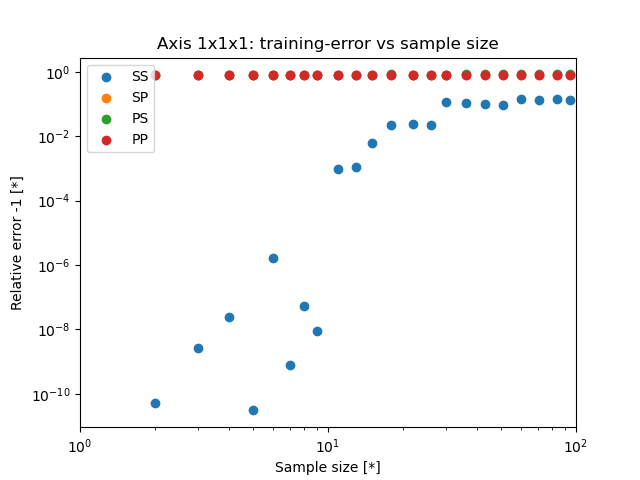 Axis 1x1x1: training-error vs sample size
Relative error -1 [*]
10^0
10^-2
10^-4
10^-6
10^-8
10^-10
SS
SP
PS
PP
10^0 10^1 10^2
Sample size [*]